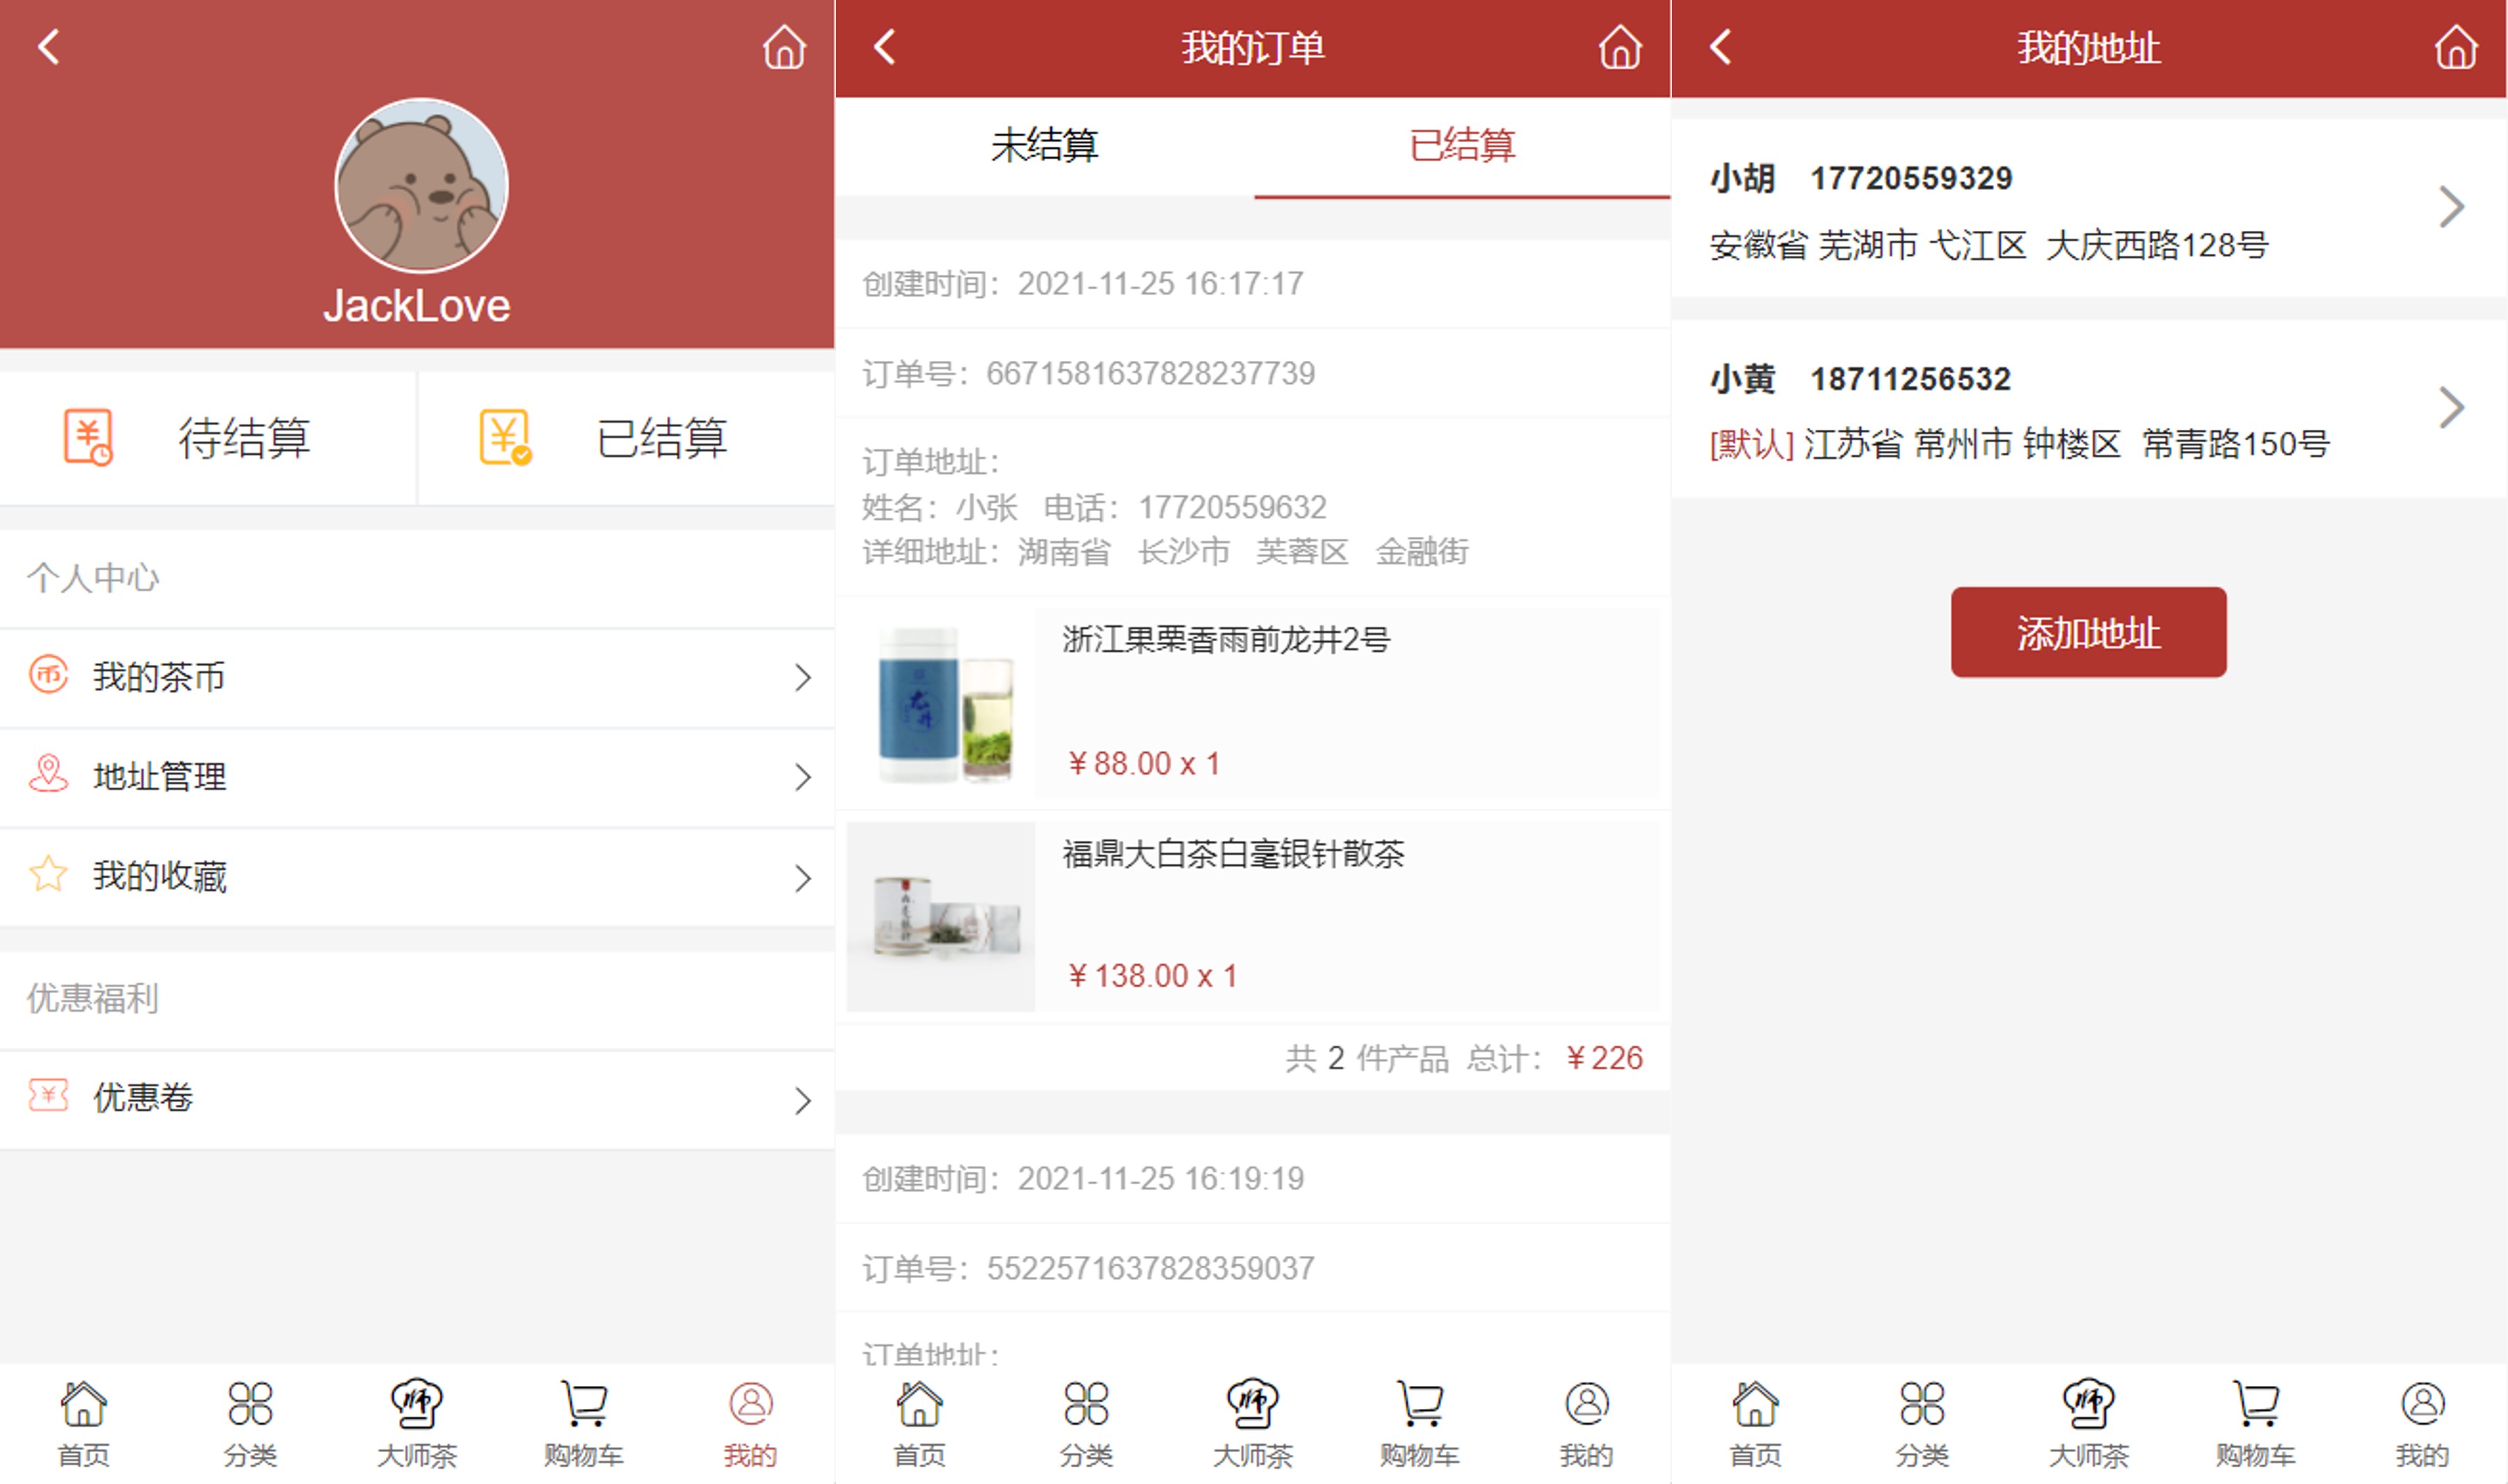 JackLove
待结算
已结算
个人中心
我的茶币
地址管理
我的收藏
优惠福利
优惠卷
首页 分类 大师茶 购物车 我的
我的订单
未结算 已结算
创建时间：2021-11-25 16:17:17
订单号：6671581637828237739
订单地址：
姓名：小张 电话：17720559632
详细地址：湖南省 长沙市 芙蓉区 金融街
浙江果栗香雨前龙井2号
￥88.00 x 1
福鼎大白茶白毫银针散茶
￥138.00 x 1
共 2 件产品 总计：￥226
创建时间：2021-11-25 16:19:19
订单号：5522571637828359037
订单地址：
首页 分类 大师茶 购物车 我的
我的地址
小胡 17720559329
安徽省 芜湖市 弋江区 大庆西路128号
小黄 18711256532
[默认] 江苏省 常州市 钟楼区 常青路150号
添加地址
首页 分类 大师茶 购物车 我的